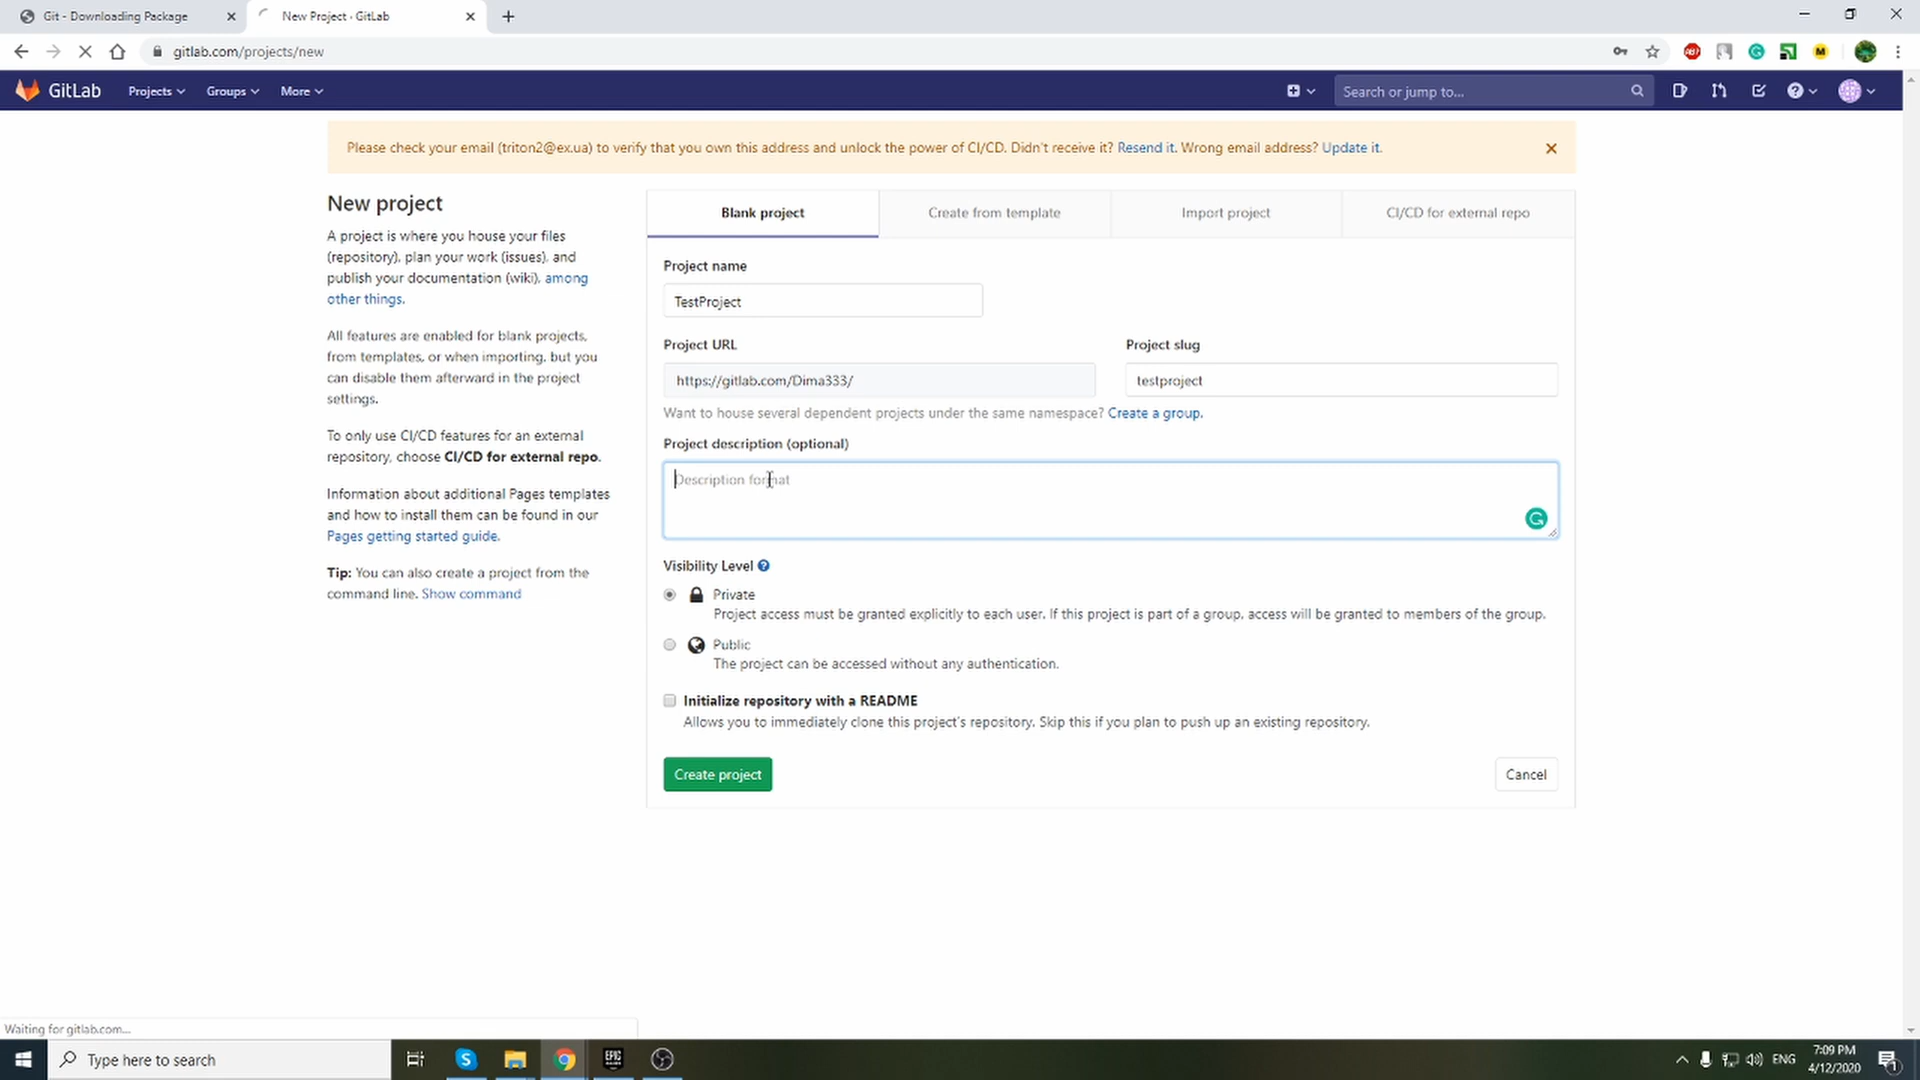 Git - Downloading Package
New Project · GitLab
gitlab.com/projects/new
GitLab
Projects
Groups
More
Search or jump to...
Please check your email (triton2@ex.ua) to verify that you own this address and unlock the power of CI/CD. Didn't receive it? Resend it. Wrong email address? Update it.
New project
A project is where you house your files
(repository), plan your work (issues), and
publish your documentation (wiki), among
other things.
All features are enabled for blank projects,
from templates, or when importing, but you
can disable them afterward in the project
settings.
To only use CI/CD features for an external
repository, choose CI/CD for external repo.
Information about additional Pages templates
and how to install them can be found in our
Pages getting started guide.
Tip: You can also create a project from the
command line. Show command
Blank project
Create from template
Import project
CI/CD for external repo
Project name
TestProject
Project URL
Project slug
https://gitlab.com/Dima333/
testproject
Want to house several dependent projects under the same namespace? Create a group.
Project description (optional)
Description format
Visibility Level
Private
Project access must be granted explicitly to each user. If this project is part of a group, access will be granted to members of the group.
Public
The project can be accessed without any authentication.
Initialize repository with a README
Allows you to immediately clone this project's repository. Skip this if you plan to push up an existing repository.
Create project
Cancel
Waiting for gitlab.com...
Type here to search
EPIC
ENG
7:09 PM
4/12/2020
1